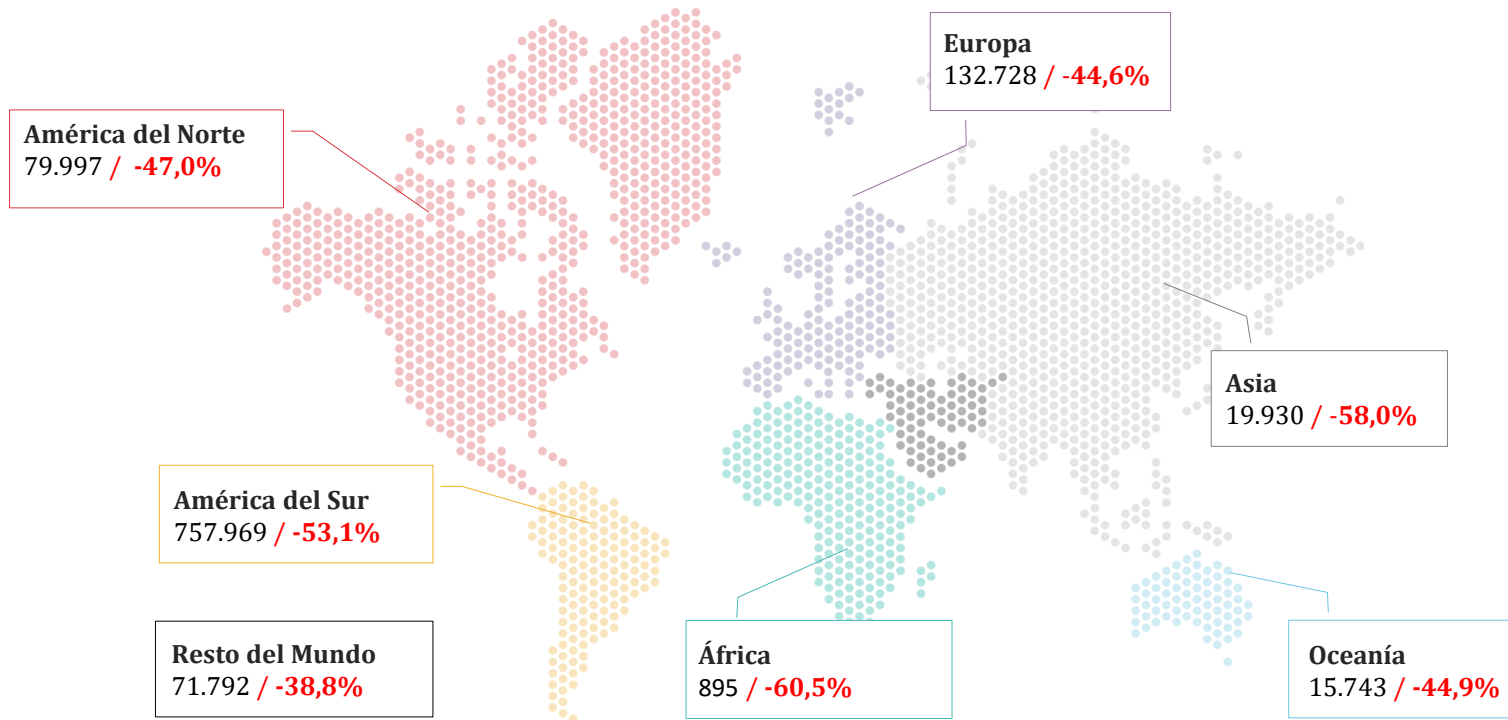 Europa
132.728 / -44,6%
América del Norte
79.997 / -47,0%
Asia
19.930 / -58,0%
América del Sur
757.969 / -53,1%
Resto del Mundo
71.792 / -38,8%
África
895 / -60,5%
Oceanía
15.743 / -44,9%